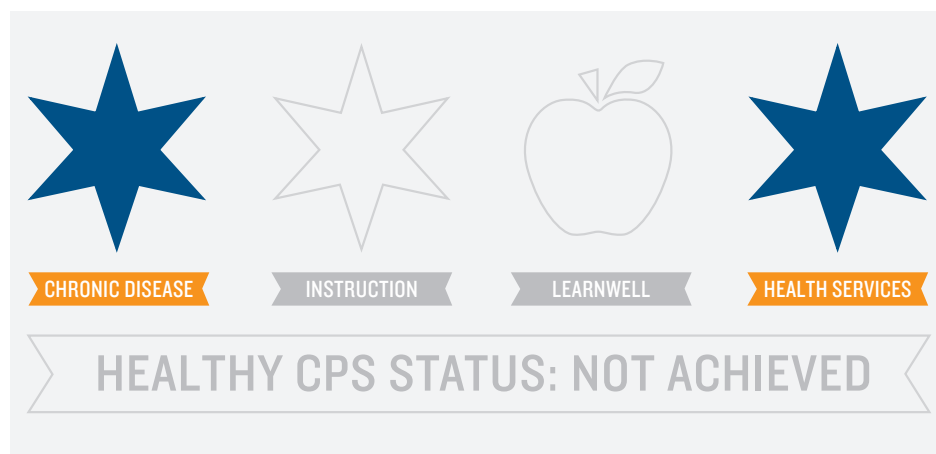 CHRONIC DISEASE
INSTRUCTION
LEARNWELL
HEALTH SERVICES
HEALTHY CPS STATUS: NOT ACHIEVED